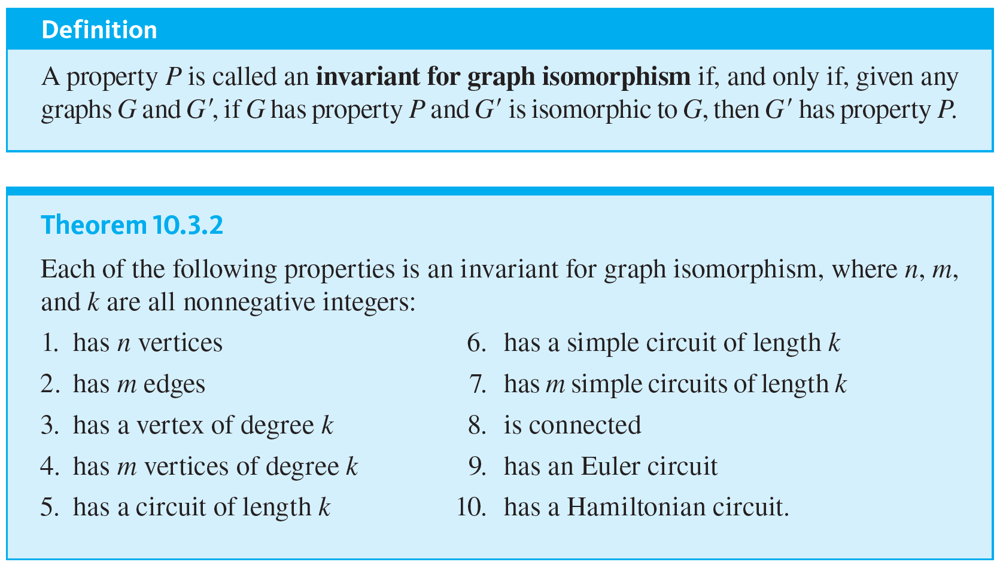 Definition
A property P is called an invariant for graph isomorphism if, and only if, given any
graphs G and G′, if G has property P and G′ is isomorphic to G, then G′ has property P.
Theorem 10.3.2
Each of the following properties is an invariant for graph isomorphism, where n, m,
and k are all nonnegative integers:
1. has n vertices
2. has m edges
3. has a vertex of degree k
4. has m vertices of degree k
5. has a circuit of length k
6. has a simple circuit of length k
7. has m simple circuits of length k
8. is connected
9. has an Euler circuit
10. has a Hamiltonian circuit.